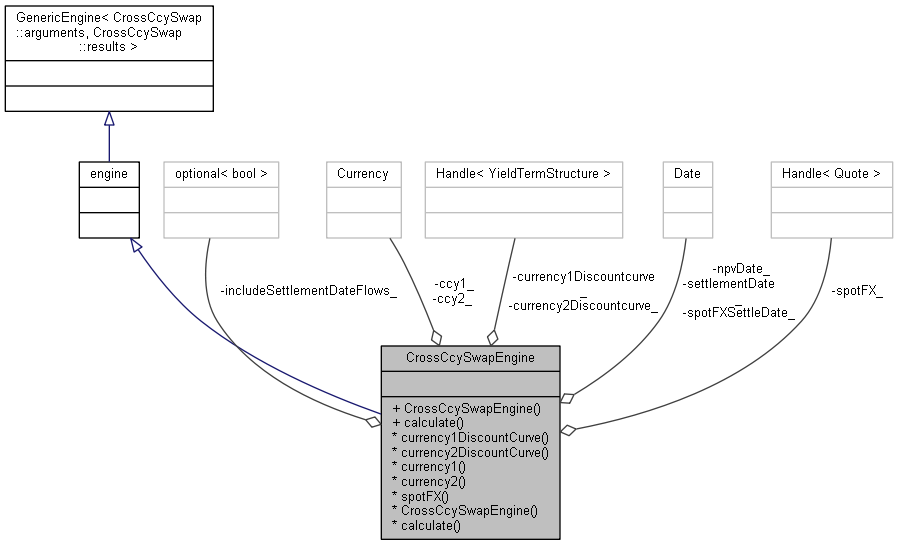 GenericEngine< CrossCcySwap
::arguments, CrossCcySwap
::results >
engine
optional< bool >
Currency
Handle< YieldTermStructure >
Date
Handle< Quote >
-includeSettlementDateFlows_
-ccy1_
-ccy2_
-currency1Discountcurve
_
-currency2Discountcurve_
-npvDate_
-settlementDate
_
-spotFXSettleDate_
-spotFX_
CrossCcySwapEngine
+ CrossCcySwapEngine()
+ calculate()
* currency1DiscountCurve()
* currency2DiscountCurve()
* currency1()
* currency2()
* spotFX()
* CrossCcySwapEngine()
* calculate()